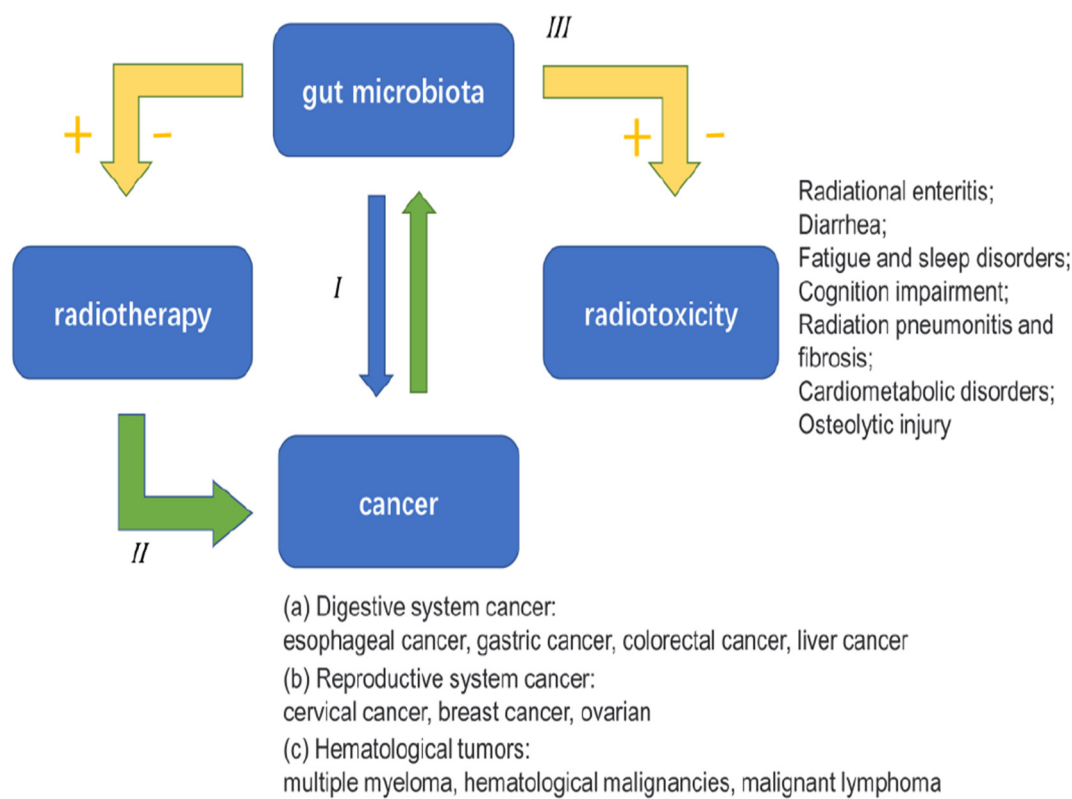 III
gut microbiota
+ -
+ -
Radiational enteritis;
Diarrhea;
Fatigue and sleep disorders;
Cognition impairment;
Radiation pneumonitis and
fibrosis;
Cardiometabolic disorders;
Osteolytic injury
I
radiotherapy
radiotoxicity
cancer
II
(a) Digestive system cancer:
esophageal cancer, gastric cancer, colorectal cancer, liver cancer
(b) Reproductive system cancer:
cervical cancer, breast cancer, ovarian
(c) Hematological tumors:
multiple myeloma, hematological malignancies, malignant lymphoma